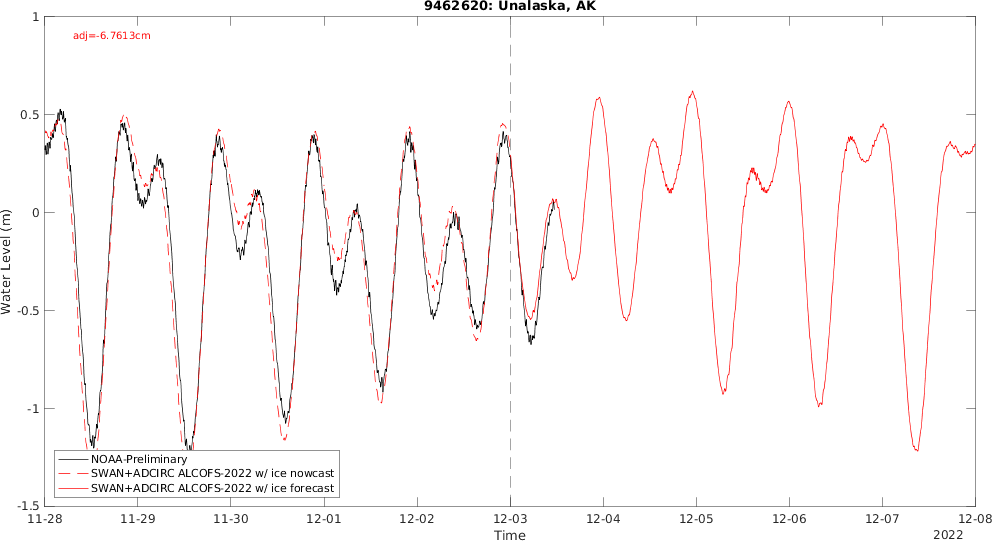 9462620: Unalaska, AK
adj=-6.7613cm
Water Level (m)
1
0.5
0
-0.5
-1
-1.5
NOAA-Preliminary
SWAN+ADCIRC ALCOFS-2022 w/ ice nowcast
SWAN+ADCIRC ALCOFS-2022 w/ ice forecast
11-28 11-29 11-30 12-01 12-02 12-03 12-04 12-05 12-06 12-07 12-08
Time
2022